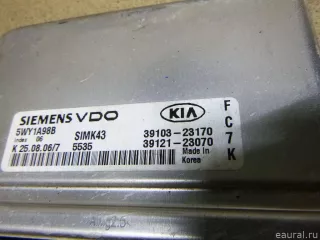 SIEMENS VDO
KIA
5WY1A98B
Index 06
SIMK43
39103-23170
K 25.08.06/7 5535
39121-23070
Made In Korea
FC7K
eaural.ru